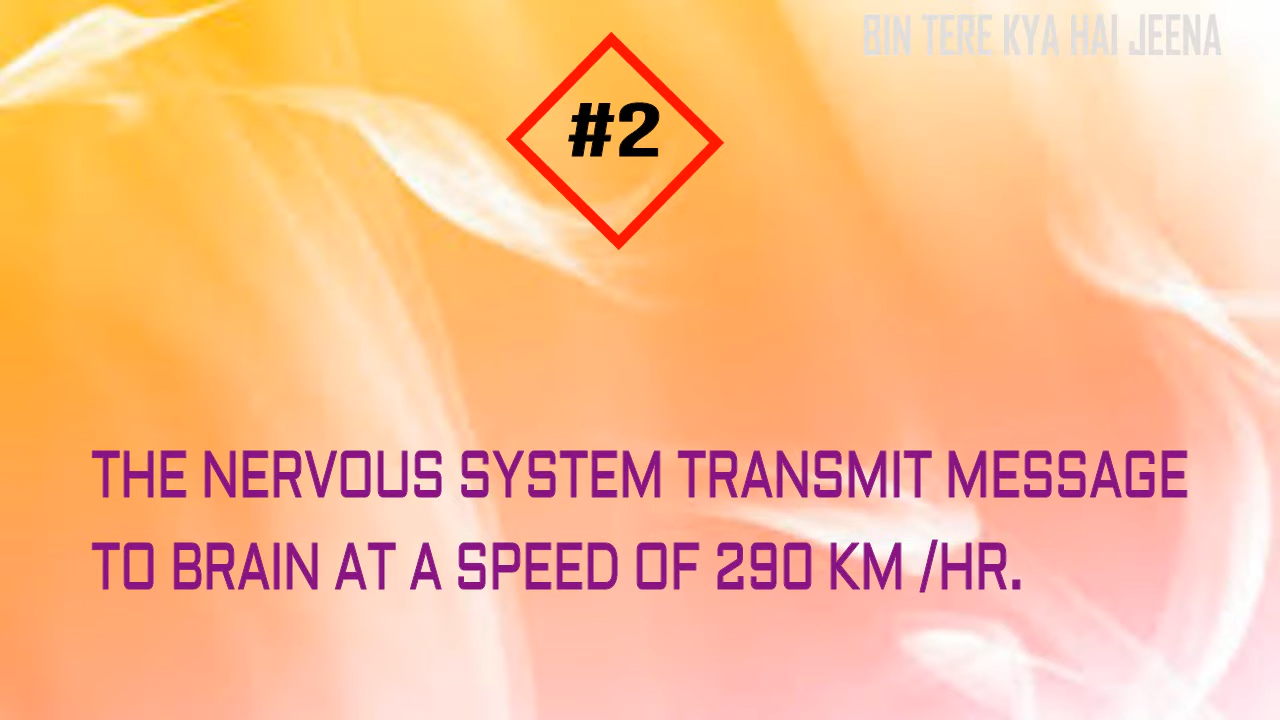 BIN TERE KYA HAI JEENA
#2
THE NERVOUS SYSTEM TRANSMIT MESSAGE
TO BRAIN AT A SPEED OF 290 KM /HR.